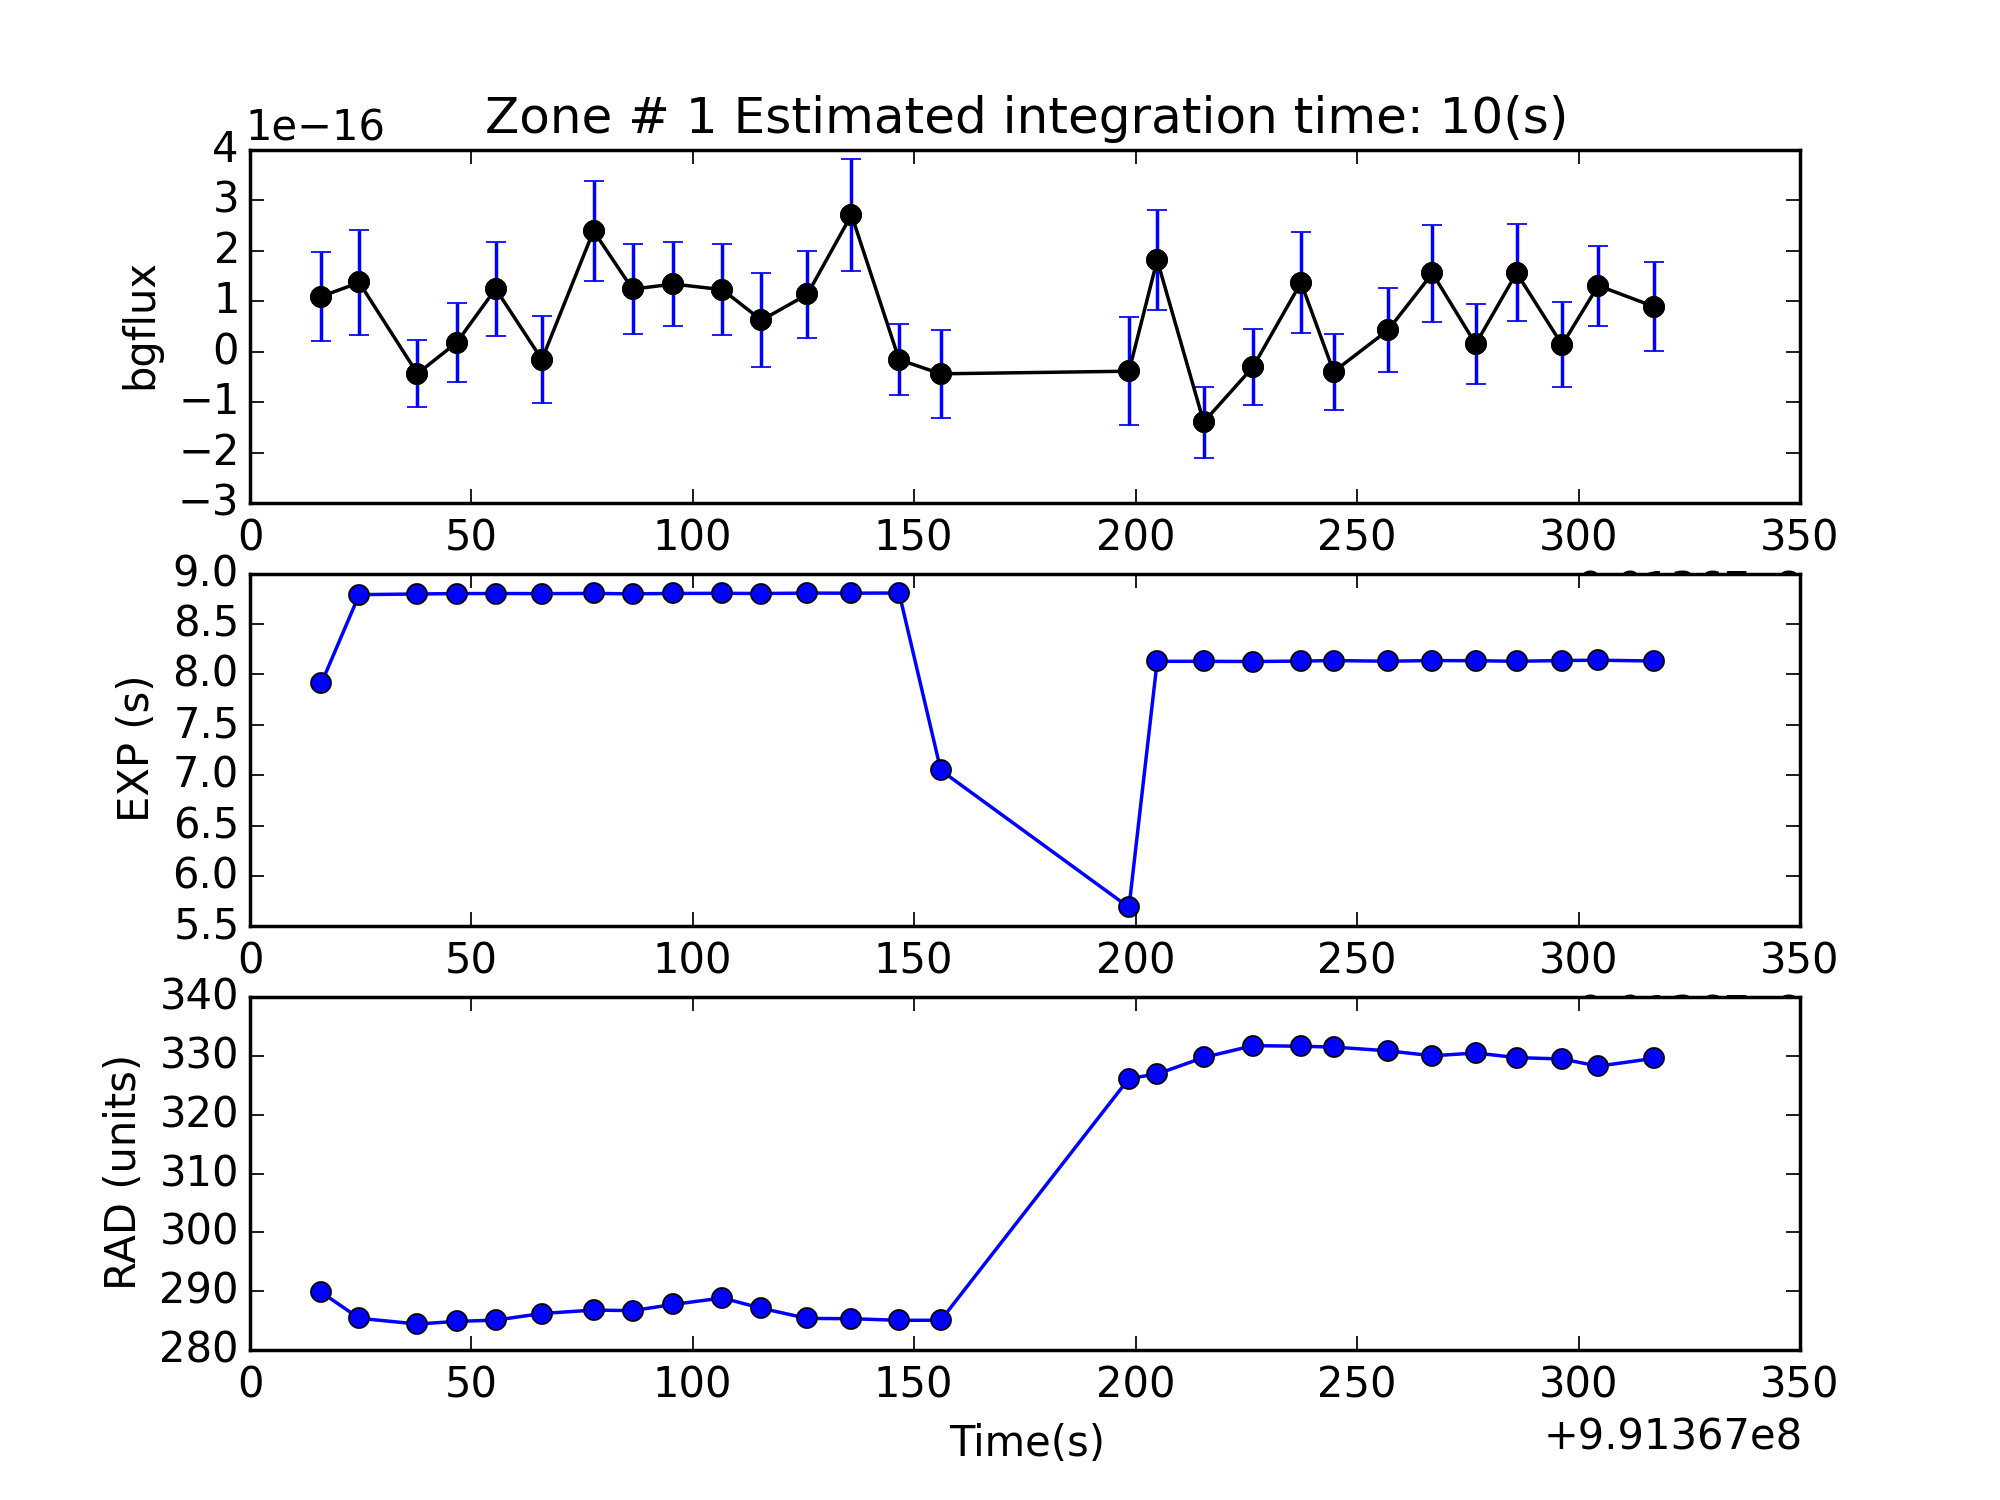 1e−16
Zone # 1 Estimated integration time: 10(s)
4
3
2
1
0
−1
−2
−3
bgflux
0 50 100 150 200 250 300 350
9.0
8.5
8.0
7.5
7.0
6.5
6.0
5.5
EXP (s)
0 50 100 150 200 250 300 350
340
330
320
310
300
290
280
RAD (units)
0 50 100 150 200 250 300 350
Time(s)
+9.91367e8